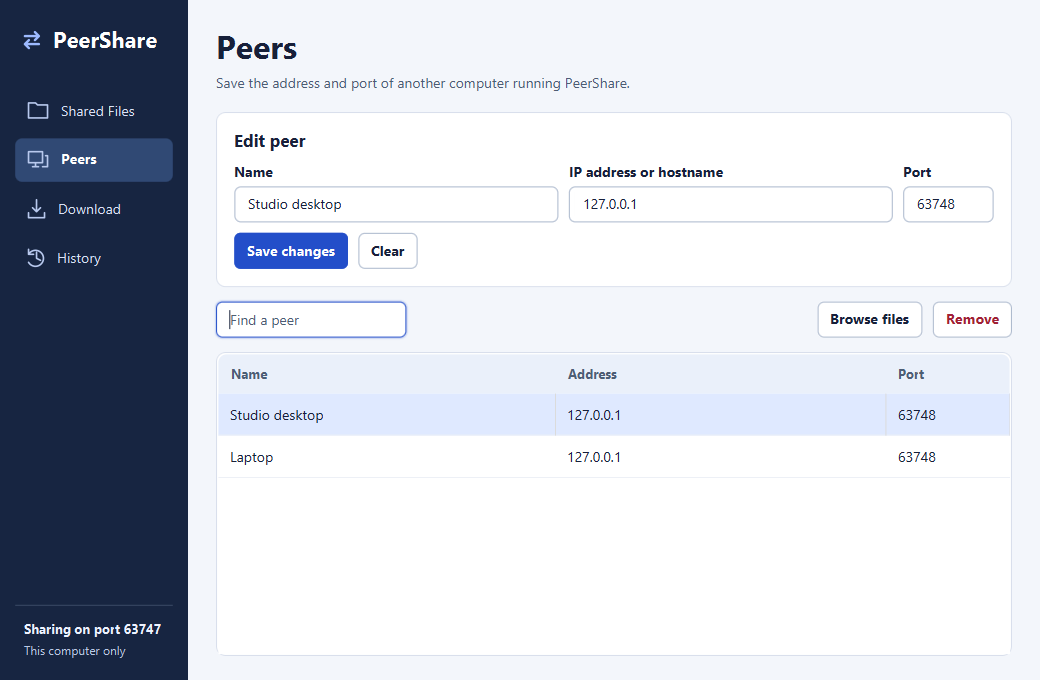 PeerShare
Shared Files
Peers
Download
History
Sharing on port 63747
This computer only
Peers
Save the address and port of another computer running PeerShare.
Edit peer
Name IP address or hostname Port
Studio desktop 127.0.0.1 63748
Save changes Clear
Find a peer Browse files Remove
Name Address Port
Studio desktop 127.0.0.1 63748
Laptop 127.0.0.1 63748